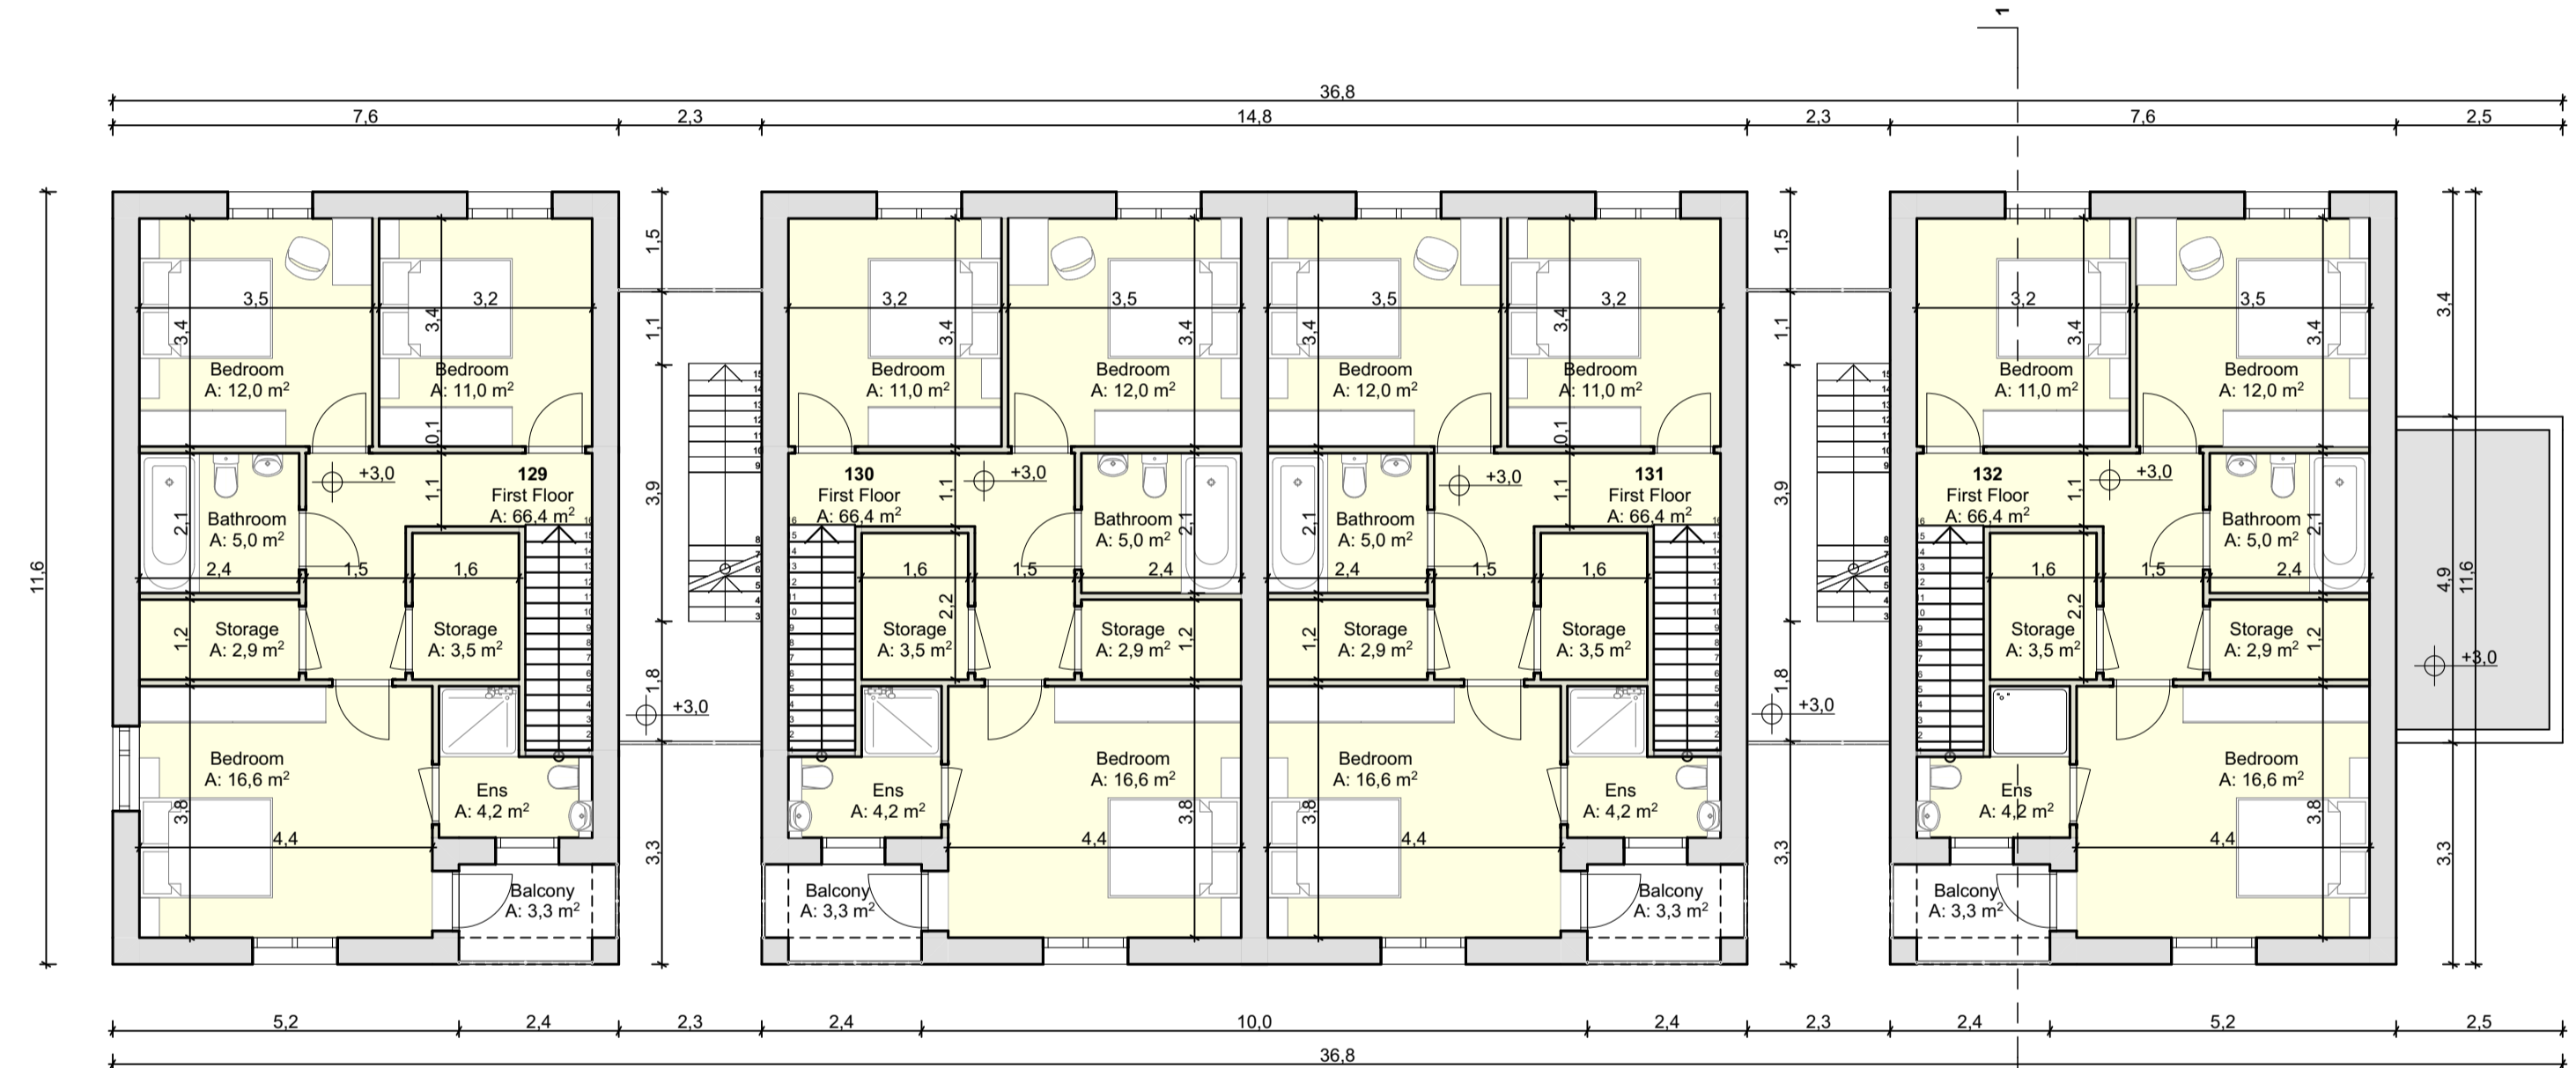 1
36,8
7,6
2,3
14,8
2,3
7,6
2,5
11,6
3,5
3,4
Bedroom
A: 12,0 m²
3,2
3,4
Bedroom
A: 11,0 m²
0,1
+3,0
1,1
129
First Floor
A: 66,4 m²
2,1
Bathroom
A: 5,0 m²
2,4
1,5
1,6
1,2
Storage
A: 2,9 m²
Storage
A: 3,5 m²
Bedroom
A: 16,6 m²
3,8
4,4
Ens
A: 4,2 m²
Balcony
A: 3,3 m²
1,5
1,1
3,9
1,8
+3,0
3,3
3,2
3,4
Bedroom
A: 11,0 m²
3,5
3,4
Bedroom
A: 12,0 m²
130
First Floor
A: 66,4 m²
1,1
+3,0
Bathroom
A: 5,0 m²
2,1
1,6
1,5
2,4
2,2
Storage
A: 3,5 m²
Storage
A: 2,9 m²
1,2
Ens
A: 4,2 m²
Bedroom
A: 16,6 m²
3,8
4,4
Balcony
A: 3,3 m²
3,5
3,4
Bedroom
A: 12,0 m²
3,2
3,4
Bedroom
A: 11,0 m²
0,1
+3,0
1,1
131
First Floor
A: 66,4 m²
2,1
Bathroom
A: 5,0 m²
2,4
1,5
1,6
1,2
Storage
A: 2,9 m²
Storage
A: 3,5 m²
Bedroom
A: 16,6 m²
3,8
4,4
Ens
A: 4,2 m²
Balcony
A: 3,3 m²
1,5
1,1
3,9
1,8
+3,0
3,3
3,2
3,4
Bedroom
A: 11,0 m²
3,5
3,4
Bedroom
A: 12,0 m²
132
First Floor
A: 66,4 m²
1,1
+3,0
Bathroom
A: 5,0 m²
2,1
1,6
1,5
2,4
2,2
Storage
A: 3,5 m²
Storage
A: 2,9 m²
1,2
Ens
A: 4,2 m²
Bedroom
A: 16,6 m²
3,8
4,4
Balcony
A: 3,3 m²
3,4
4,9
11,6
+3,0
3,3
5,2
2,4
2,3
2,4
10,0
2,4
2,3
2,4
5,2
2,5
36,8